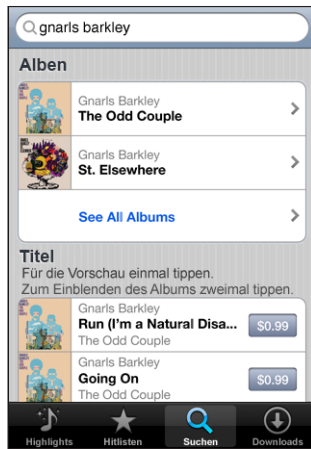 gnarls barkley
Alben
Gnarls Barkley
The Odd Couple
Gnarls Barkley
St. Elsewhere
See All Albums
Titel
Für die Vorschau einmal tippen.
Zum Einblenden des Albums zweimal tippen.
Gnarls Barkley
Run (I'm a Natural Disa...
$0.99
The Odd Couple
Gnarls Barkley
Going On
$0.99
The Odd Couple
Highlights Hitlisten Suchen Downloads